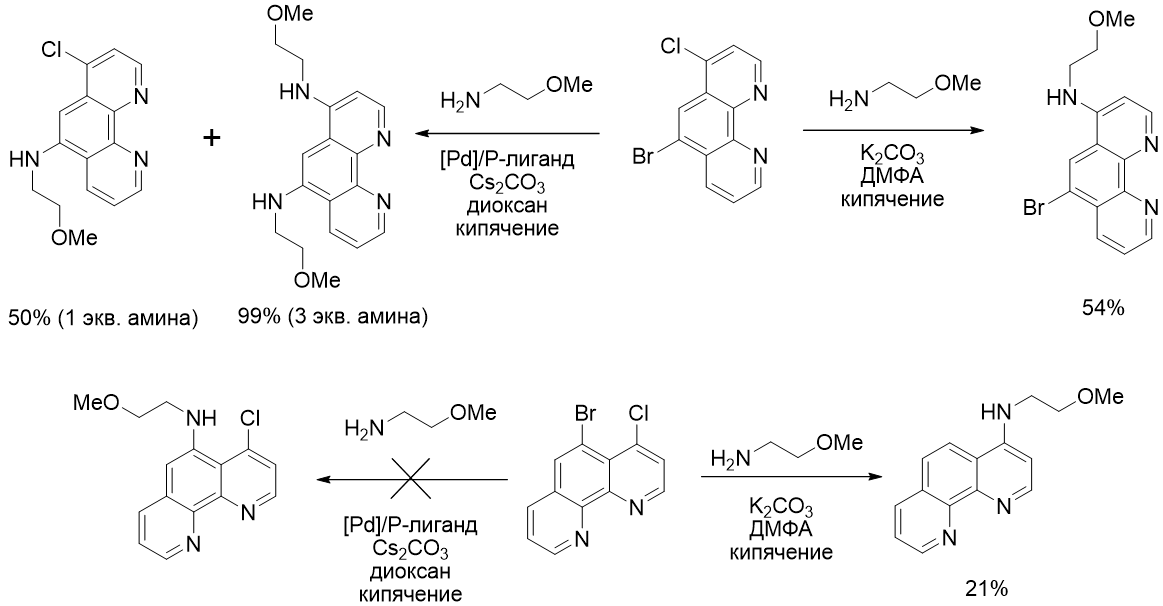 OMe
OMe
Cl
HN
N
N
HN
OMe
+
HN
N
N
HN
OMe
H2N
OMe
[Pd]/P-лиганд
Cs2CO3
диоксан
кипячение
Cl
N
Br
N
H2N
OMe
K2CO3
ДМФА
кипячение
HN
N
Br
N
50% (1 экв. амина)
99% (3 экв. амина)
54%
MeO
NH
Cl
N
N
H2N
OMe
[Pd]/P-лиганд
Cs2CO3
диоксан
кипячение
Br
Cl
N
N
H2N
OMe
K2CO3
ДМФА
кипячение
HN
OMe
N
N
21%